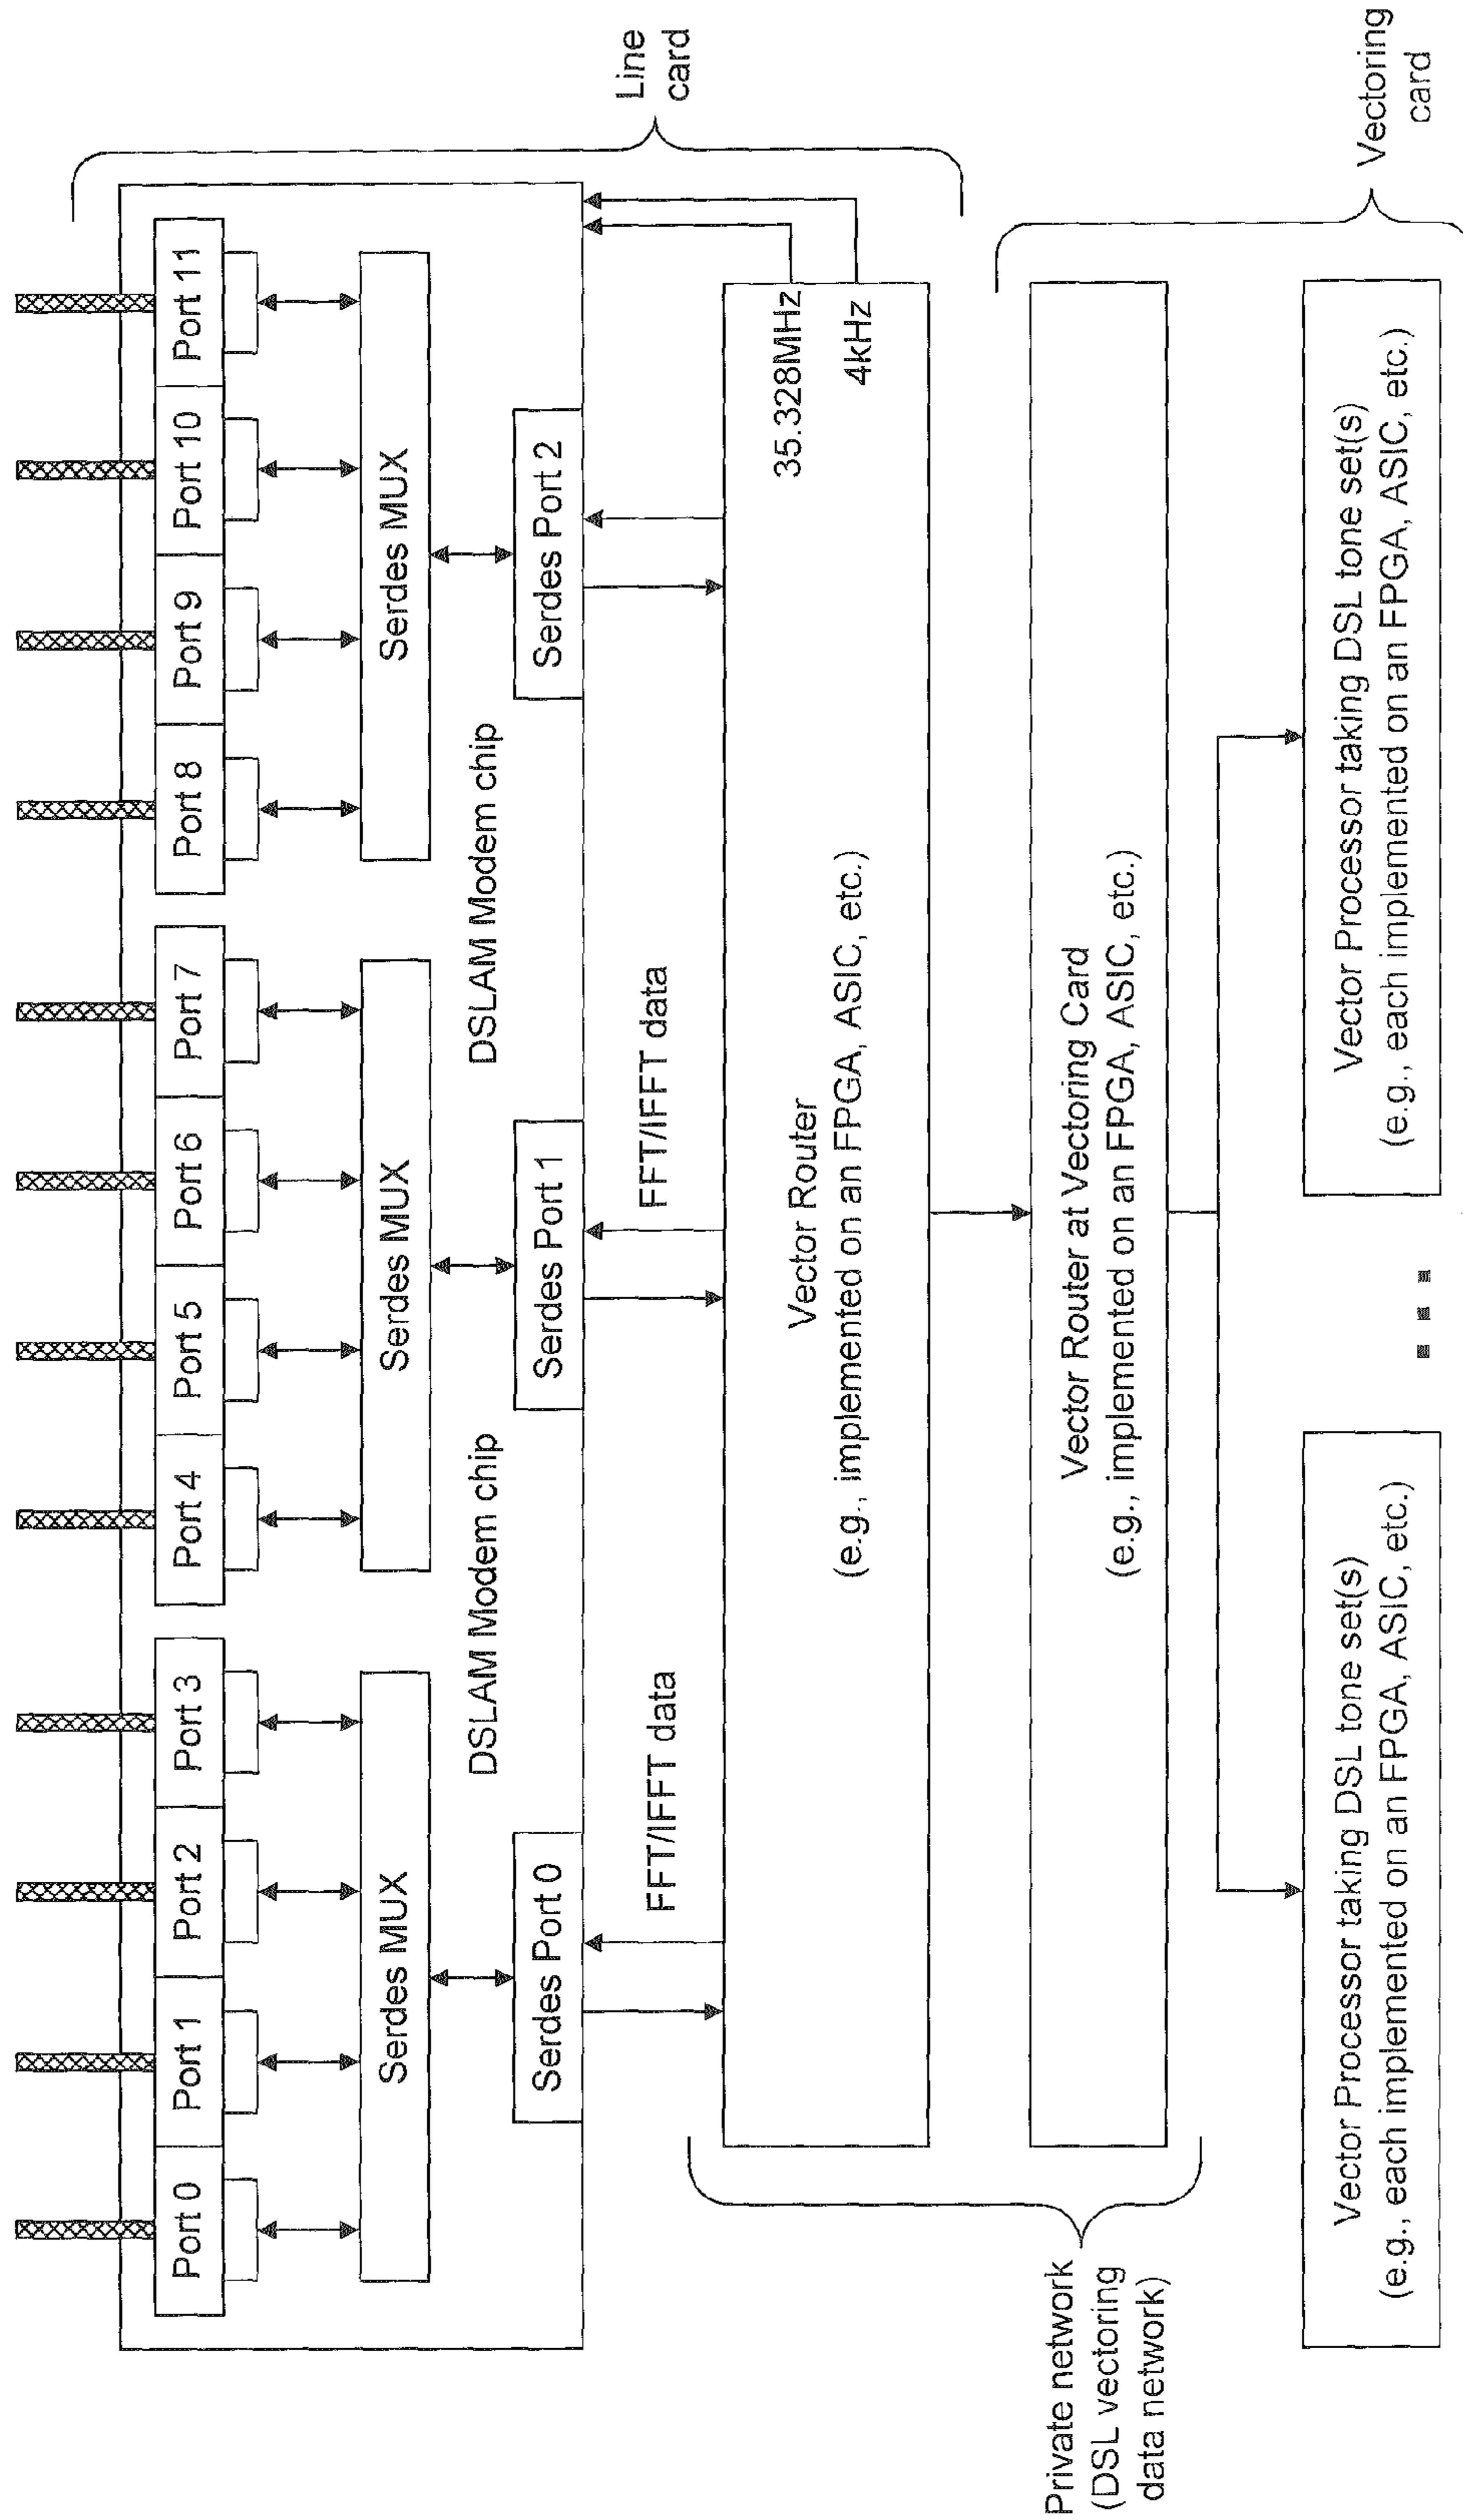 Port 0
Port 1
Port 2
Port 3
Port 4
Port 5
Port 6
Port 7
Port 8
Port 9
Port 10
Port 11
Serdes MUX
Serdes MUX
Serdes MUX
DSLAM Modem chip
DSLAM Modem chip
Serdes Port 0
Serdes Port 1
Serdes Port 2
Line
card
FFT/IFFT data
FFT/IFFT data
35.328MHz
4kHz
Vector Router
(e.g., implemented on an FPGA, ASIC, etc.)
Private network
(DSL vectoring
data network)
Vector Router at Vectoring Card
(e.g., implemented on an FPGA, ASIC, etc.)
Vectoring
card
Vector Processor taking DSL tone set(s)
(e.g., each implemented on an FPGA, ASIC, etc.)
Vector Processor taking DSL tone set(s)
(e.g., each implemented on an FPGA, ASIC, etc.)